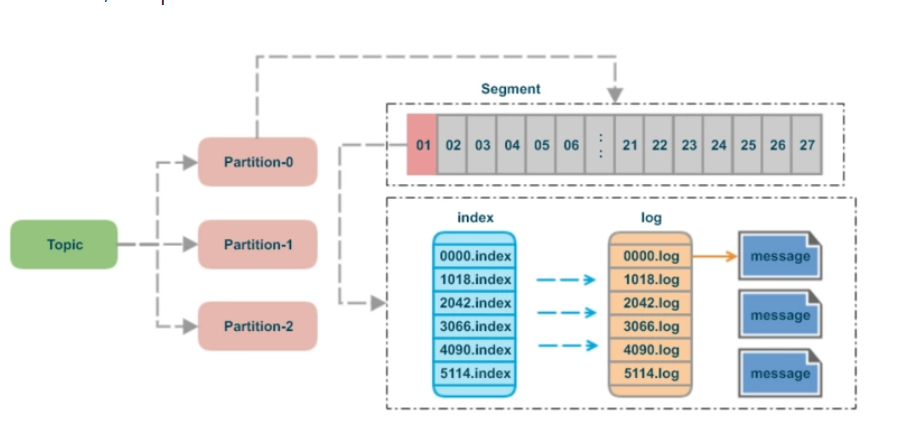 Segment
Partition-0
01 02 03 04 05 06 ⋮ 21 22 23 24 25 26 27
Topic
Partition-1
Partition-2
index
0000.index
1018.index
2042.index
3066.index
4090.index
5114.index
log
0000.log
1018.log
2042.log
3066.log
4090.log
5114.log
message
message
message